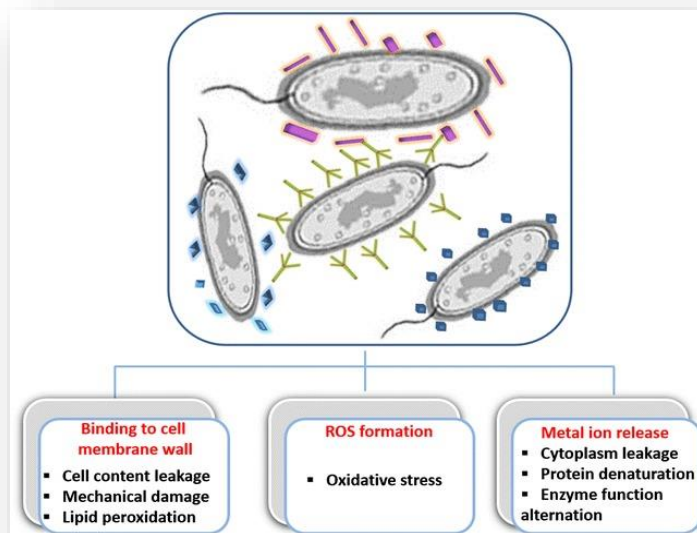 Binding to cell
membrane wall
▪ Cell content leakage
▪ Mechanical damage
▪ Lipid peroxidation
ROS formation
▪ Oxidative stress
Metal ion release
▪ Cytoplasm leakage
▪ Protein denaturation
▪ Enzyme function
alternation